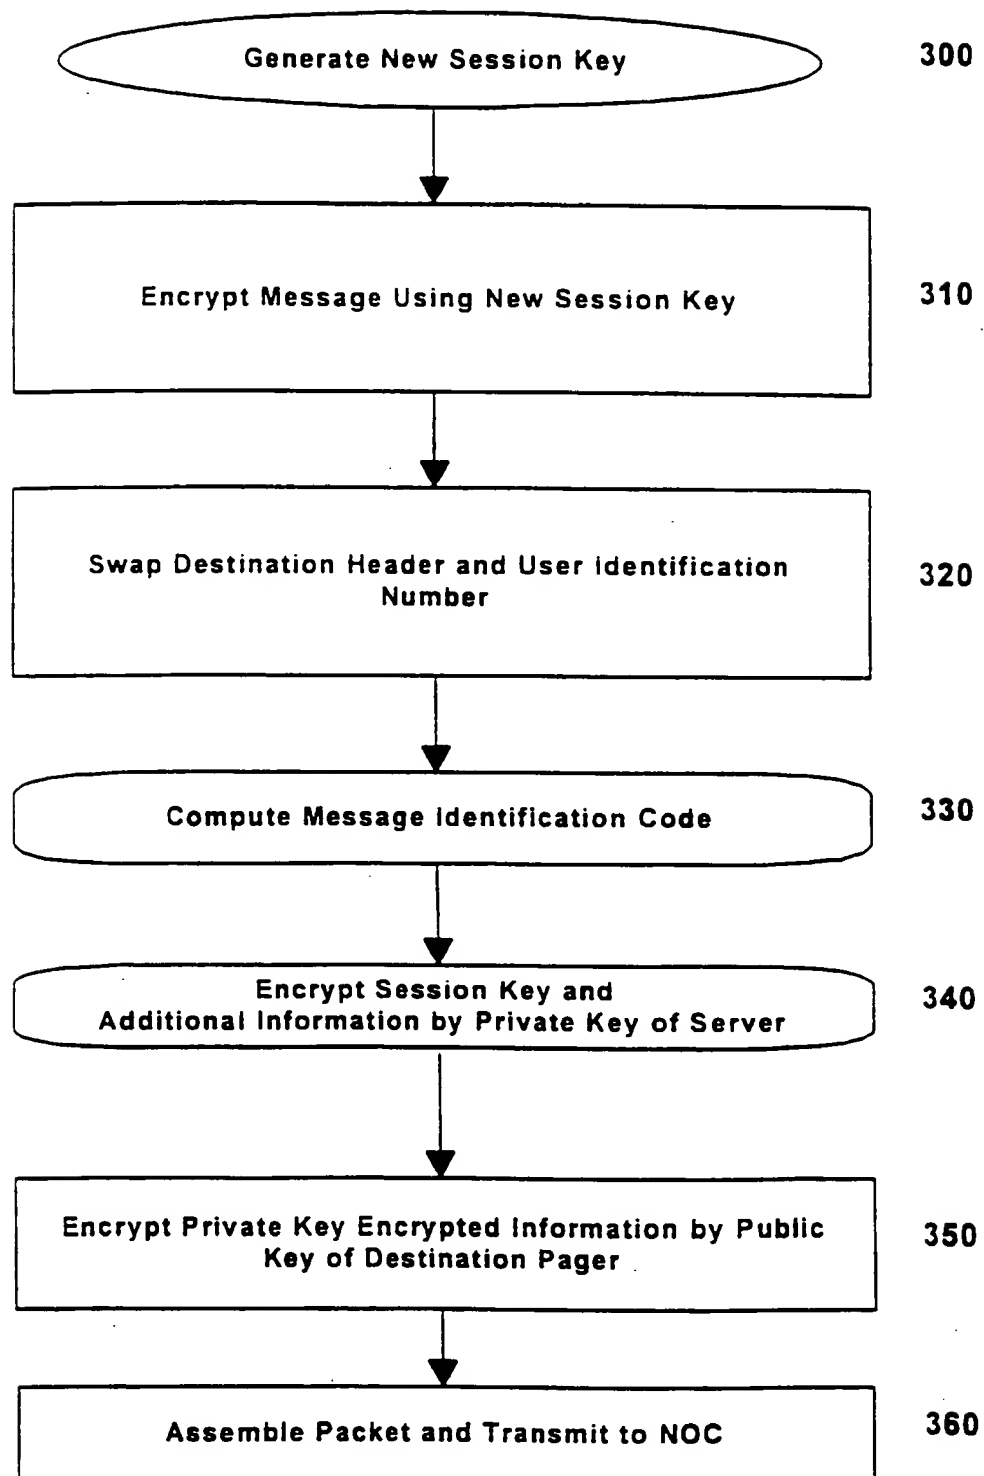 Generate New Session Key
300
Encrypt Message Using New Session Key
310
Swap Destination Header and User Identification
Number
320
Compute Message Identification Code
330
Encrypt Session Key and
Additional Information by Private Key of Server
340
Encrypt Private Key Encrypted Information by Public
Key of Destination Pager
350
Assemble Packet and Transmit to NOC
360